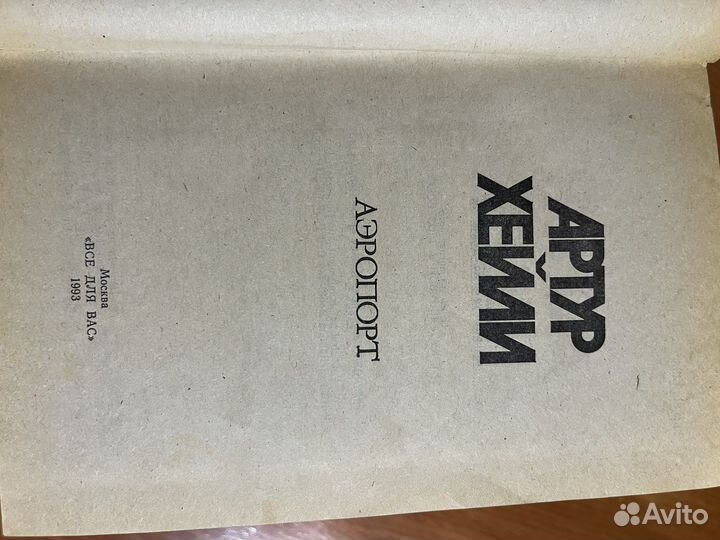 АРТУР
ХЕЙЛИ
АЭРОПОРТ
Москва
«ВСЕ ДЛЯ ВАС»
1993
Avito